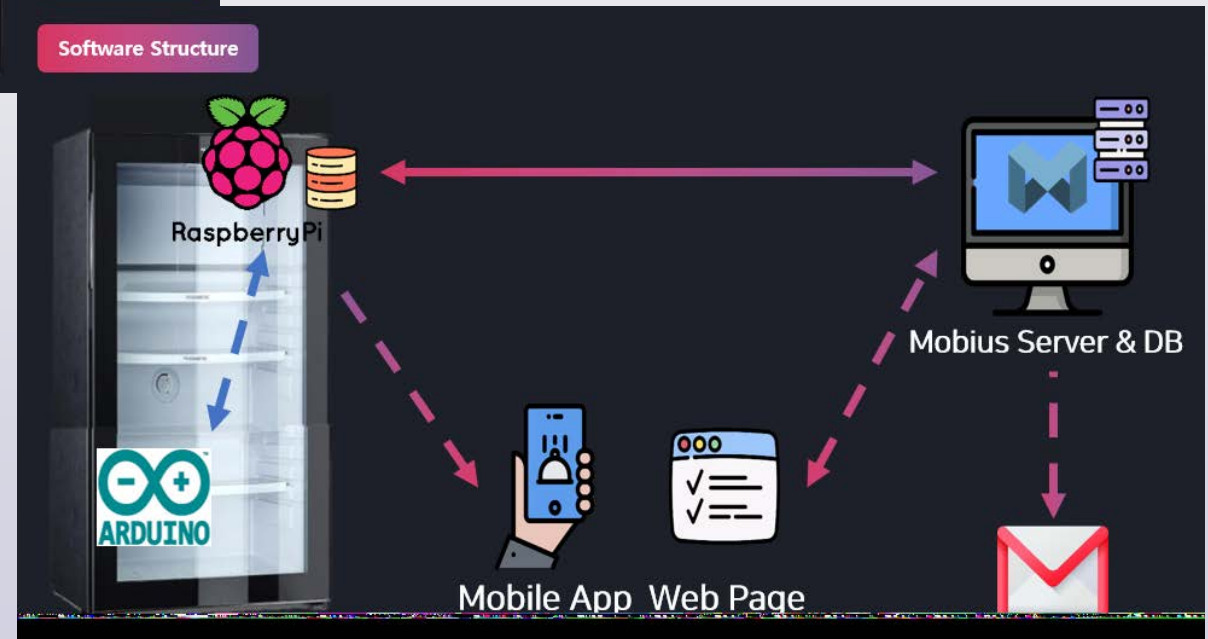 Software Structure
RaspberryPi
Mobius Server & DB
ARDUINO
Mobile App Web Page